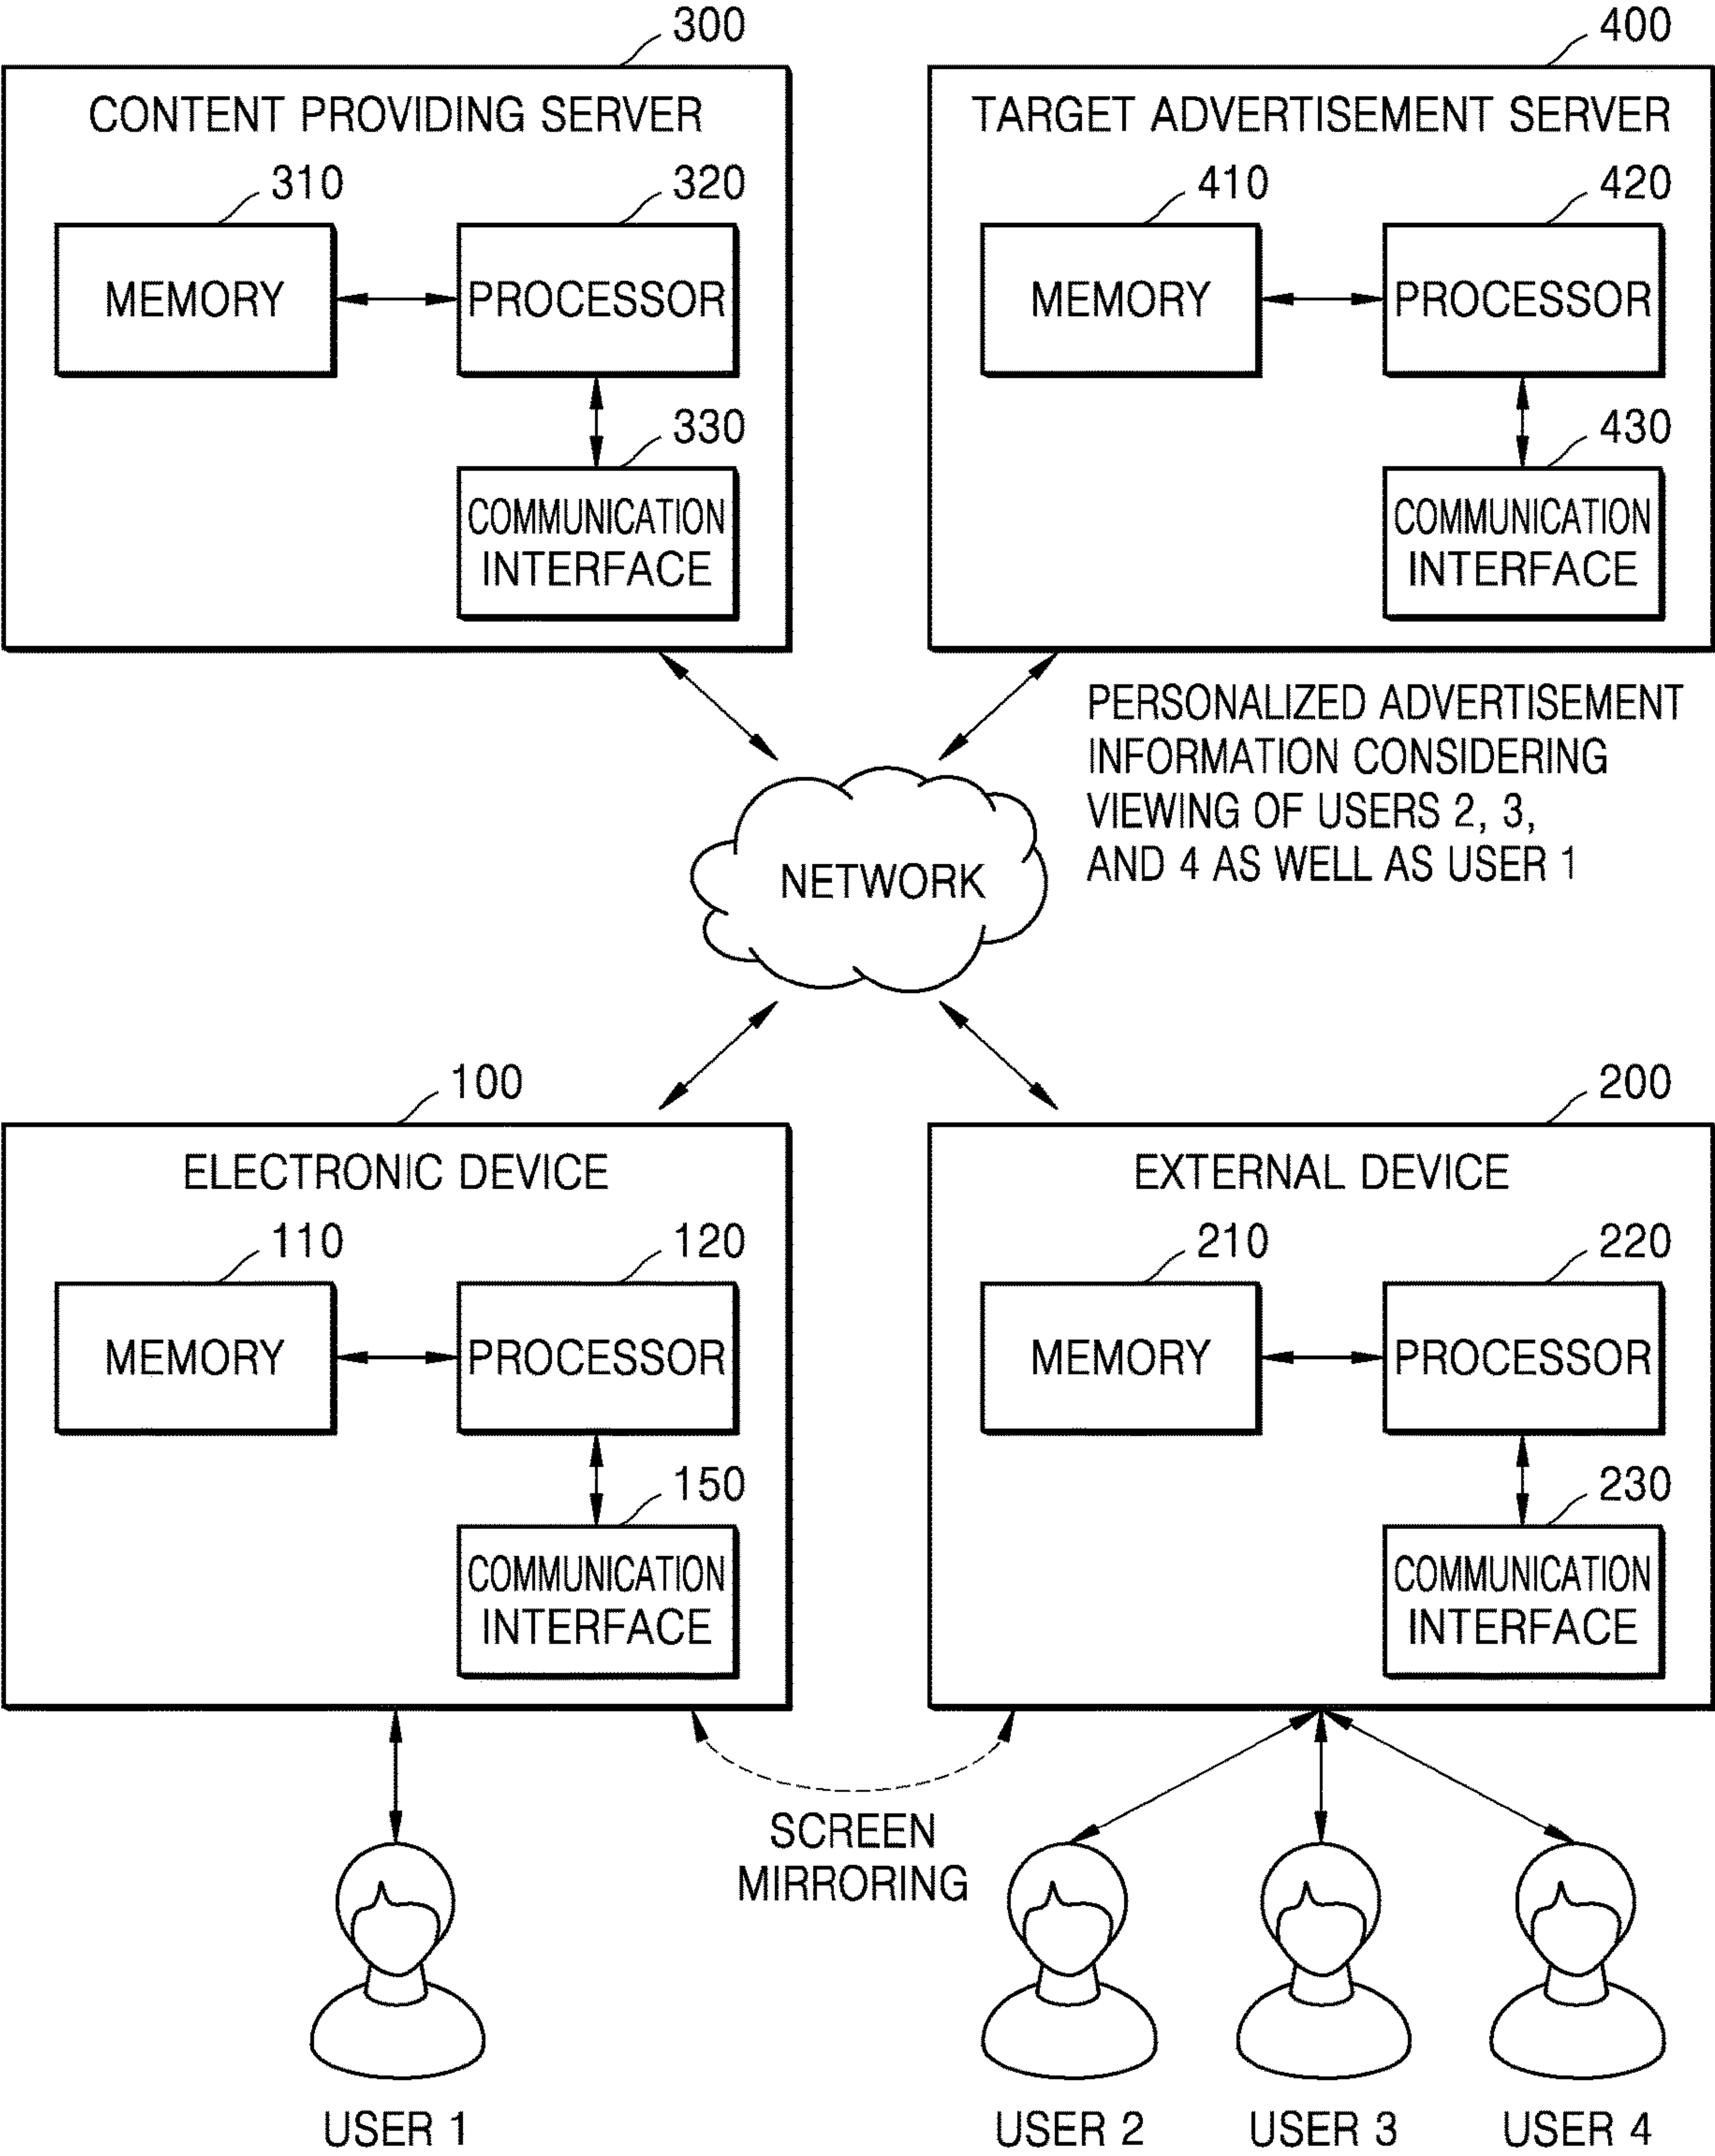 300
CONTENT PROVIDING SERVER
310
320
MEMORY
PROCESSOR
330
COMMUNICATION
INTERFACE
400
TARGET ADVERTISEMENT SERVER
410
420
MEMORY
PROCESSOR
430
COMMUNICATION
INTERFACE
PERSONALIZED ADVERTISEMENT
INFORMATION CONSIDERING
VIEWING OF USERS 2, 3,
AND 4 AS WELL AS USER 1
NETWORK
100
ELECTRONIC DEVICE
110
120
MEMORY
PROCESSOR
150
COMMUNICATION
INTERFACE
200
EXTERNAL DEVICE
210
220
MEMORY
PROCESSOR
230
COMMUNICATION
INTERFACE
SCREEN
MIRRORING
USER 1
USER 2
USER 3
USER 4